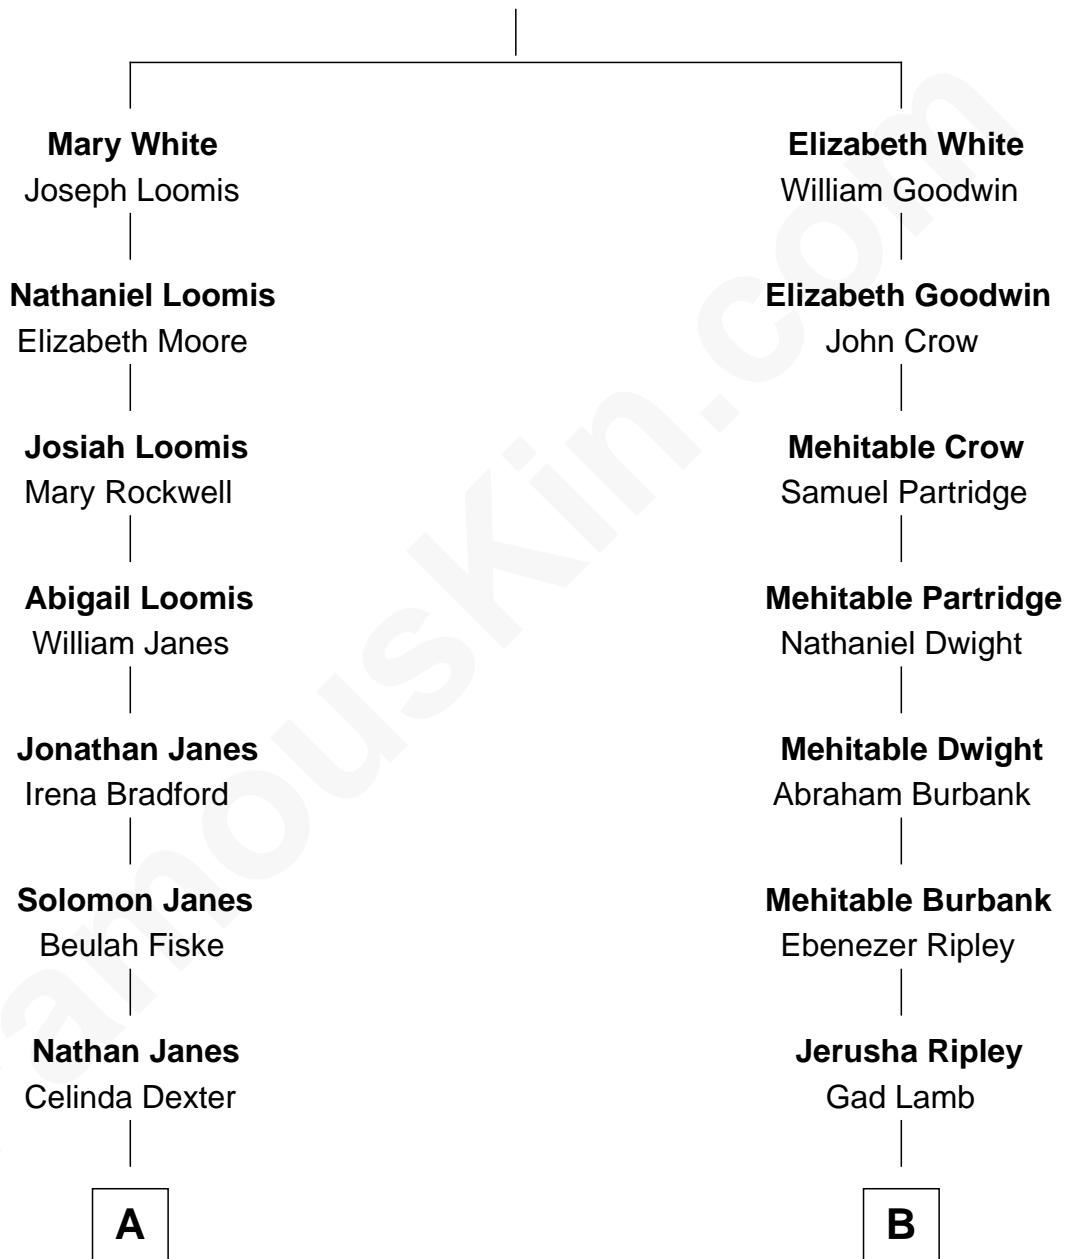 Mary White
Joseph Loomis
Nathaniel Loomis
Elizabeth Moore
Josiah Loomis
Mary Rockwell
Abigail Loomis
William Janes
Jonathan Janes
Irena Bradford
Solomon Janes
Beulah Fiske
Nathan Janes
Celinda Dexter
A
Elizabeth White
William Goodwin
Elizabeth Goodwin
John Crow
Mehitable Crow
Samuel Partridge
Mehitable Partridge
Nathaniel Dwight
Mehitable Dwight
Abraham Burbank
Mehitable Burbank
Ebenezer Ripley
Jerusha Ripley
Gad Lamb
B
amouskin.com